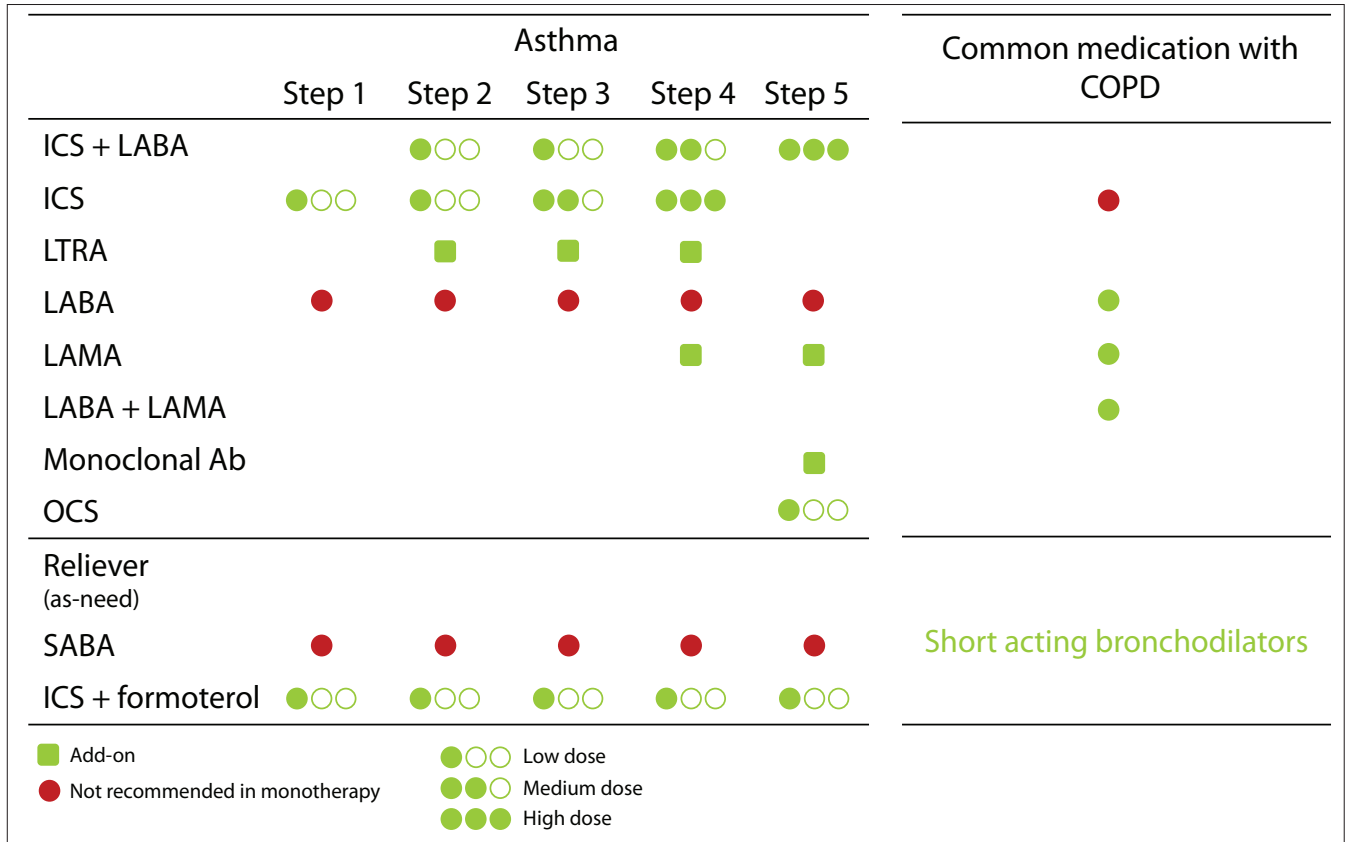 Asthma
Common medication with
COPD
Step 1 Step 2 Step 3 Step 4 Step 5
ICS + LABA
ICS
LTRA
LABA
LAMA
LABA + LAMA
Monoclonal Ab
OCS
Reliever
(as-need)
SABA
Short acting bronchodilators
ICS + formoterol
Add-on
Not recommended in monotherapy
Low dose
Medium dose
High dose